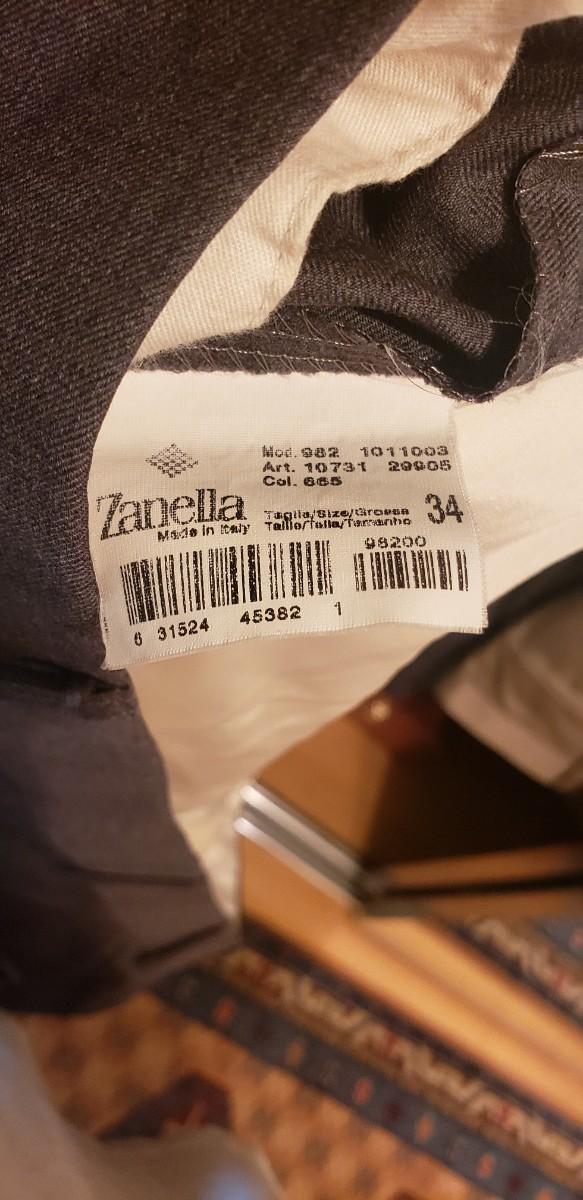 Mod. 982 1011003
Art. 10731 29905
Col. 665
Zanella
Made in Italy
Taglia/Size/Grosse
Taille/Talla/Tamanho
34
98200
6 31524 45382 1